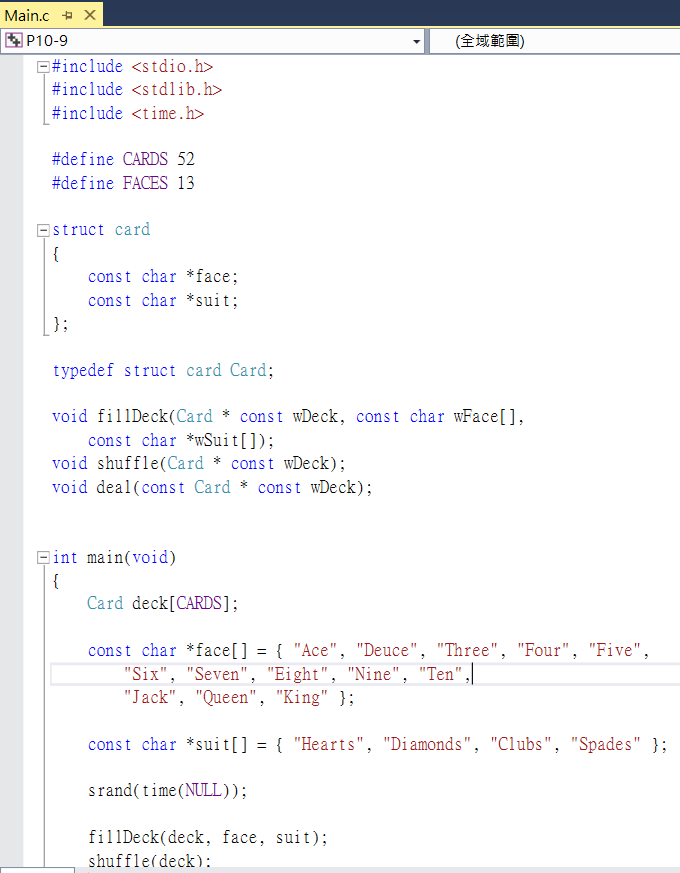 Main.c
P10-9
(全域範圍)
#include <stdio.h>
#include <stdlib.h>
#include <time.h>
#define CARDS 52
#define FACES 13
struct card
{
const char *face;
const char *suit;
};
typedef struct card Card;
void fillDeck(Card * const wDeck, const char wFace[],
const char *wSuit[]);
void shuffle(Card * const wDeck);
void deal(const Card * const wDeck);
int main(void)
{
Card deck[CARDS];
const char *face[] = { "Ace", "Deuce", "Three", "Four", "Five",
"Six", "Seven", "Eight", "Nine", "Ten",
"Jack", "Queen", "King" };
const char *suit[] = { "Hearts", "Diamonds", "Clubs", "Spades" };
srand(time(NULL));
fillDeck(deck, face, suit);
shuffle(deck);